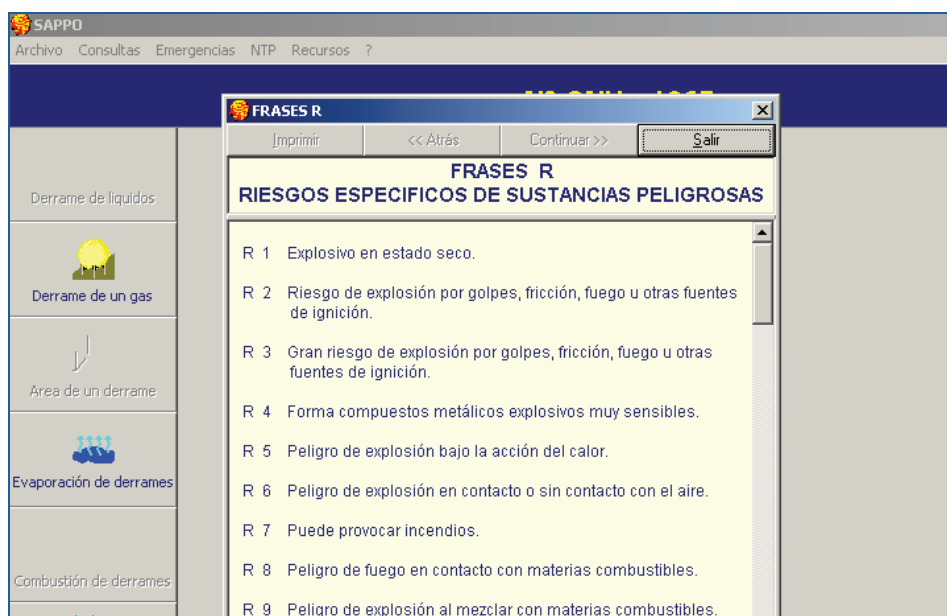 SAPPO
Archivo Consultas Emergencias NTP Recursos ?
FRASES R
Imprimir << Atrás Continuar >> Salir
FRASES R
RIESGOS ESPECIFICOS DE SUSTANCIAS PELIGROSAS
Derrame de liquidos
Derrame de un gas
Area de un derrame
Evaporación de derrames
Combustión de derrames
R 1 Explosivo en estado seco.
R 2 Riesgo de explosión por golpes, fricción, fuego u otras fuentes
de ignición.
R 3 Gran riesgo de explosión por golpes, fricción, fuego u otras
fuentes de ignición.
R 4 Forma compuestos metálicos explosivos muy sensibles.
R 5 Peligro de explosión bajo la acción del calor.
R 6 Peligro de explosión en contacto o sin contacto con el aire.
R 7 Puede provocar incendios.
R 8 Peligro de fuego en contacto con materias combustibles.
R 9 Peligro de explosión al mezclar con materias combustibles.